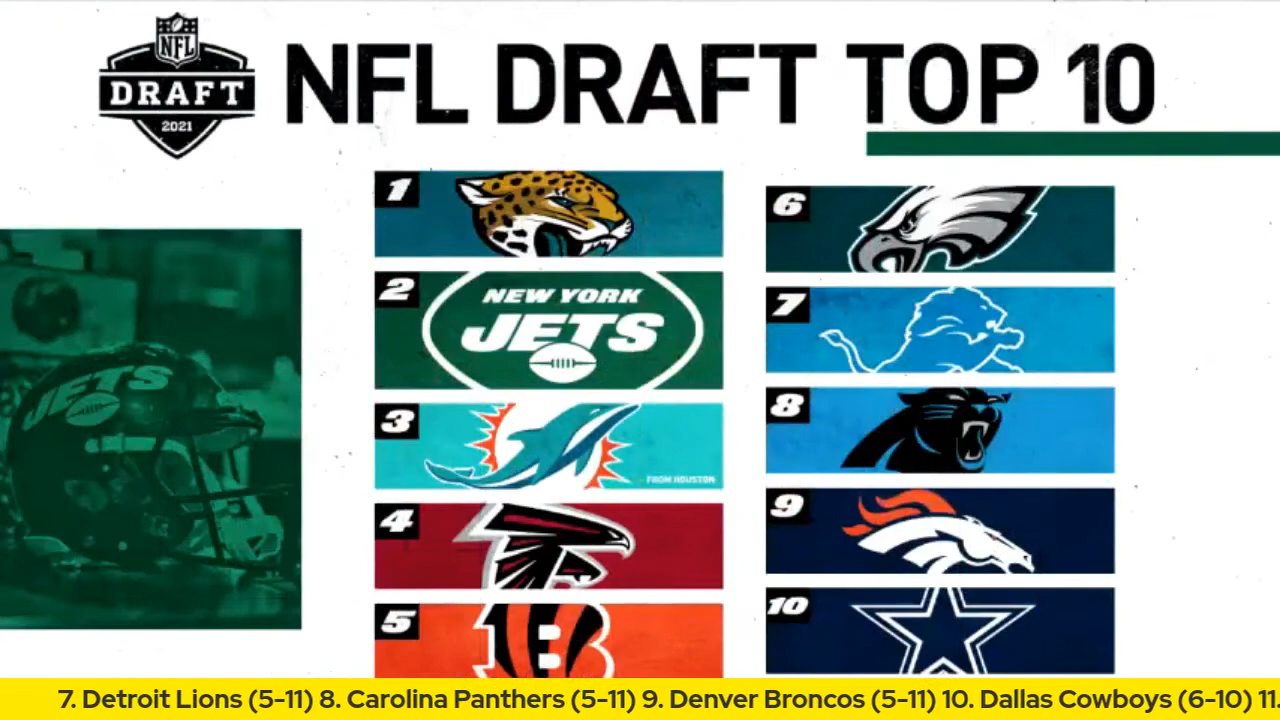 NFL
DRAFT
2021
NFL DRAFT TOP 10
1
2
NEW YORK
JETS
3
FROM HOUSTON
4
5
B
6
7
8
9
10
JETS
7. Detroit Lions (5-11) 8. Carolina Panthers (5-11) 9. Denver Broncos (5-11) 10. Dallas Cowboys (6-10) 11.